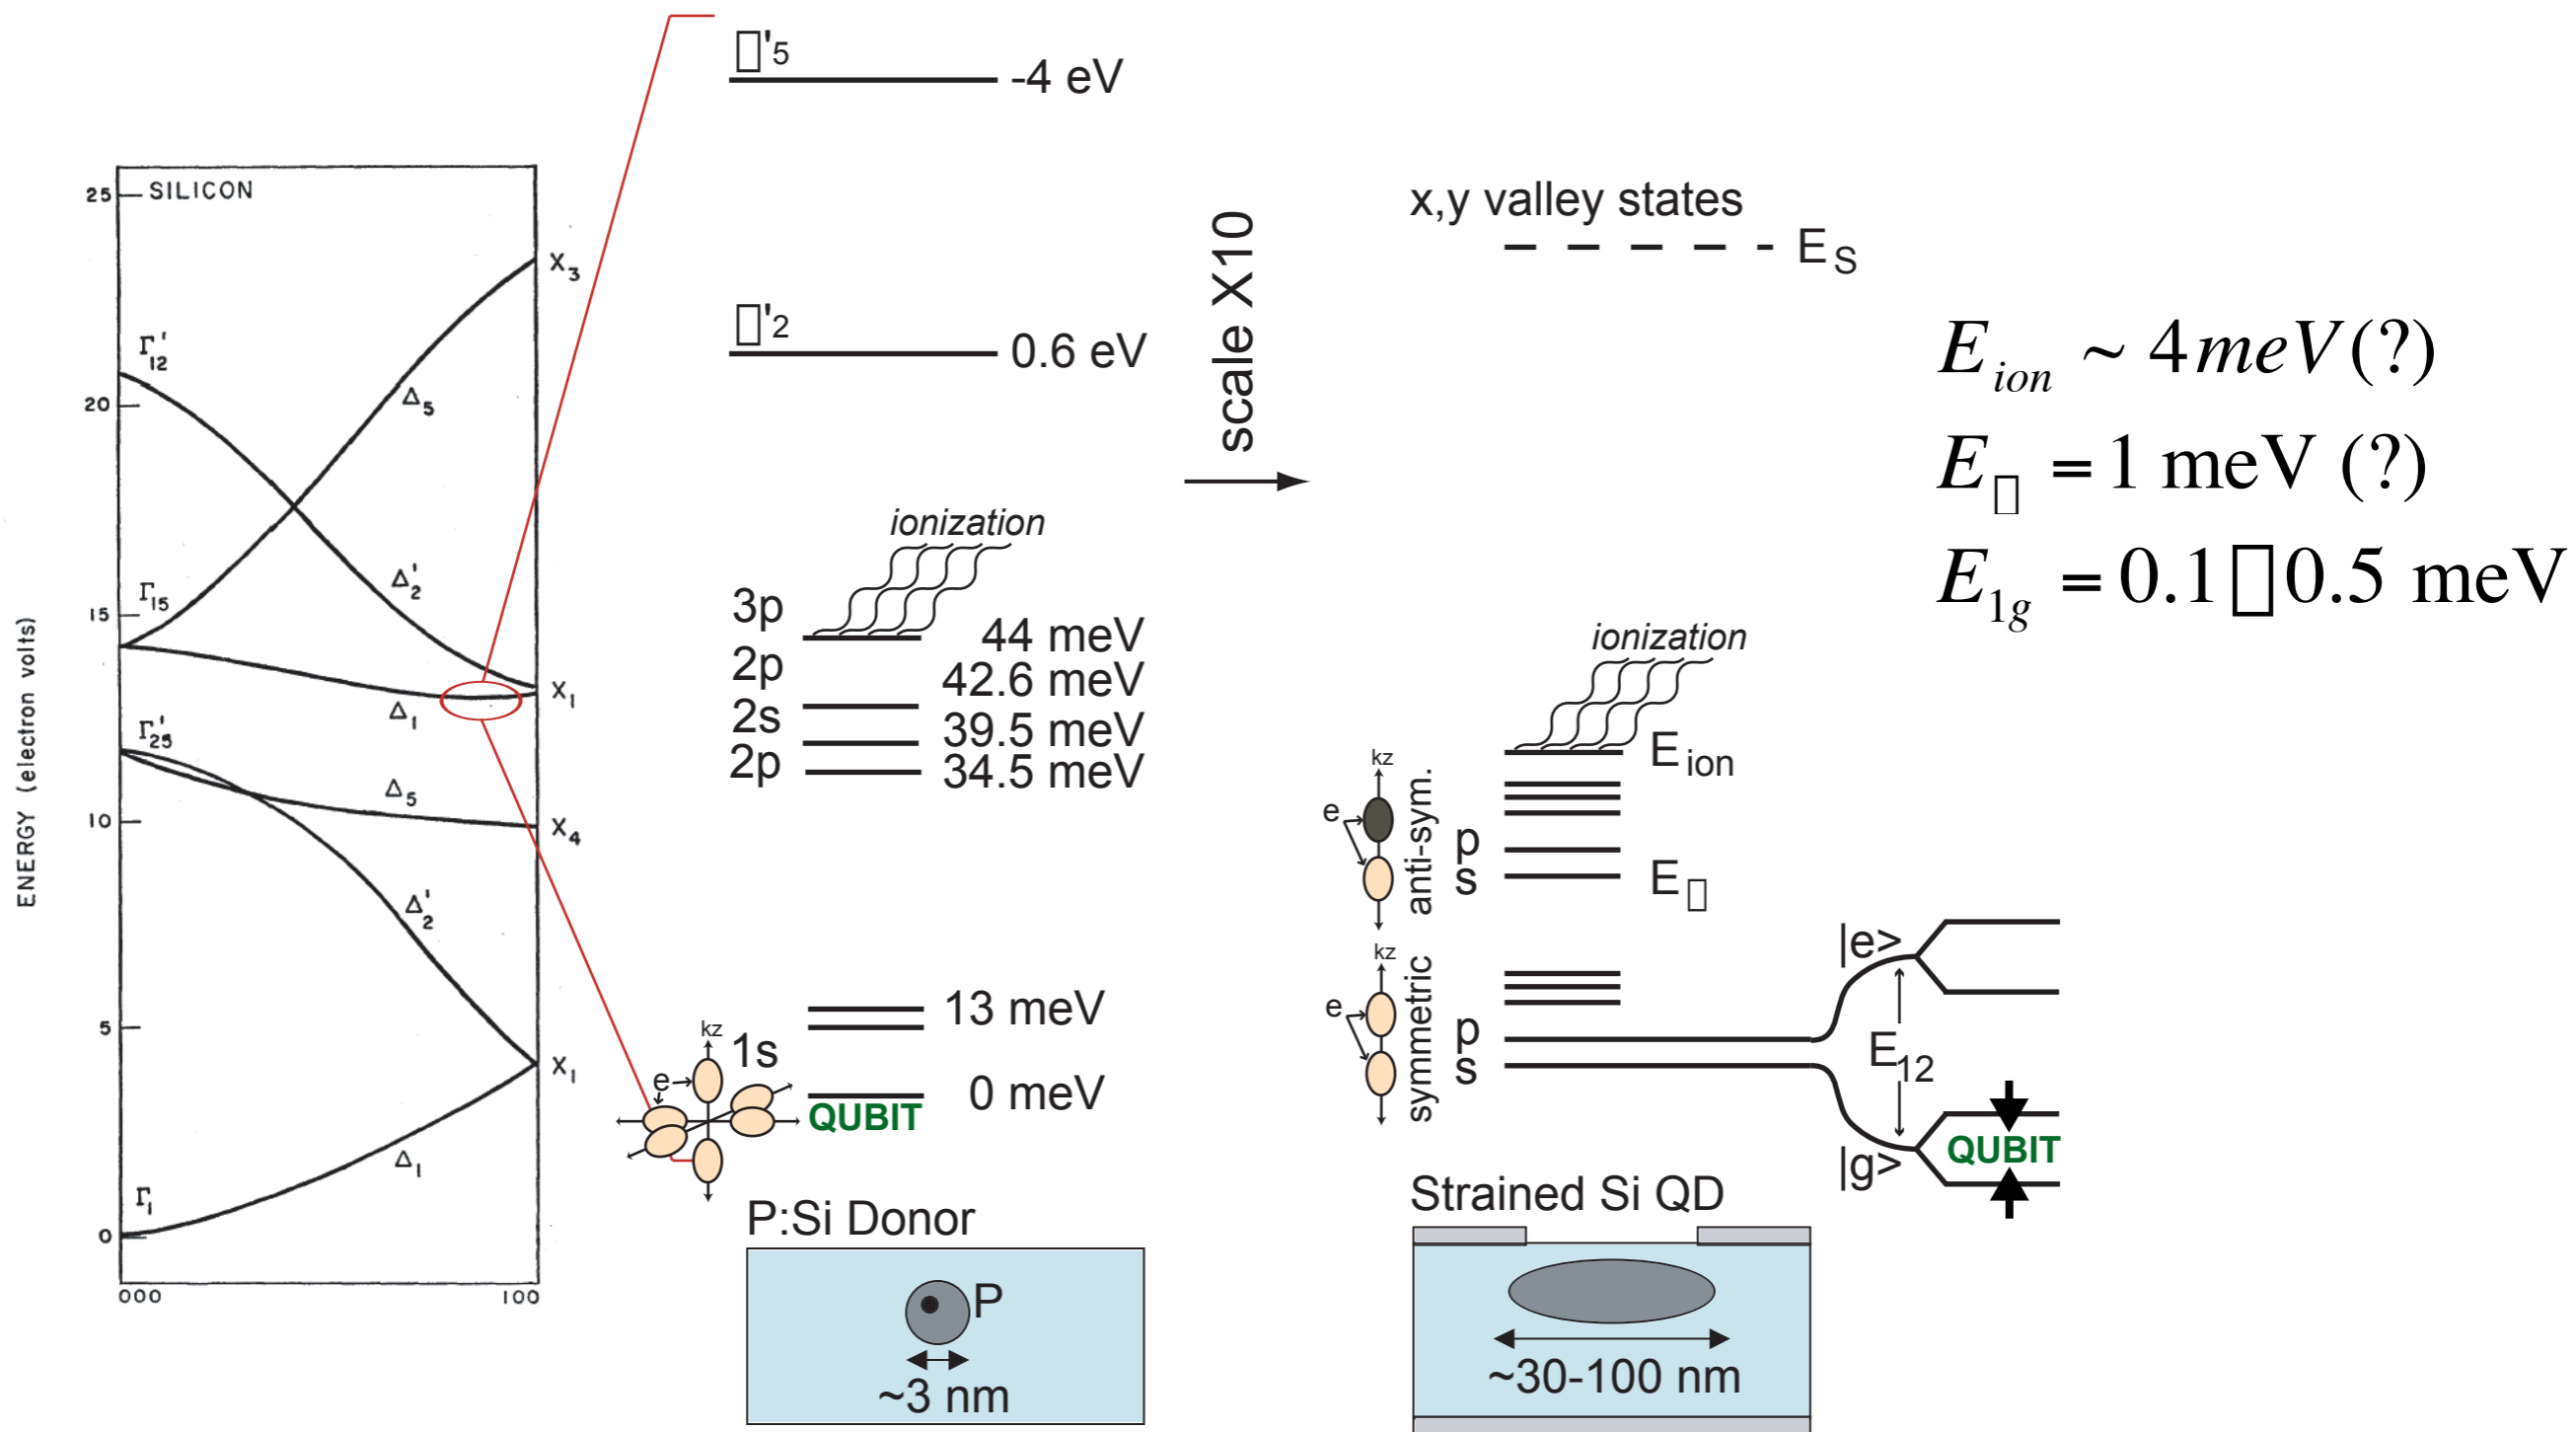 SILICON
25
20
15
10
5
0
ENERGY (electron volts)
Γ'12
Γ15
Γ'25
Γ1
Δ5
Δ'2
Δ1
Δ5
Δ'2
Δ1
X3
X1
X4
X1
000
100
▯'5
-4 eV
▯'2
0.6 eV
ionization
3p
44 meV
2p
42.6 meV
2s
39.5 meV
2p
34.5 meV
13 meV
1s
0 meV
QUBIT
kz
e
P:Si Donor
P
~3 nm
scale X10
x,y valley states
E S
ionization
E ion
kz
e
anti-sym.
p
s
E ▯
kz
e
symmetric
p
s
|e>
E12
|g>
QUBIT
Strained Si QD
~30-100 nm
E ion ~ 4meV(?)
E ▯ = 1 meV (?)
E 1g = 0.1▯0.5 meV